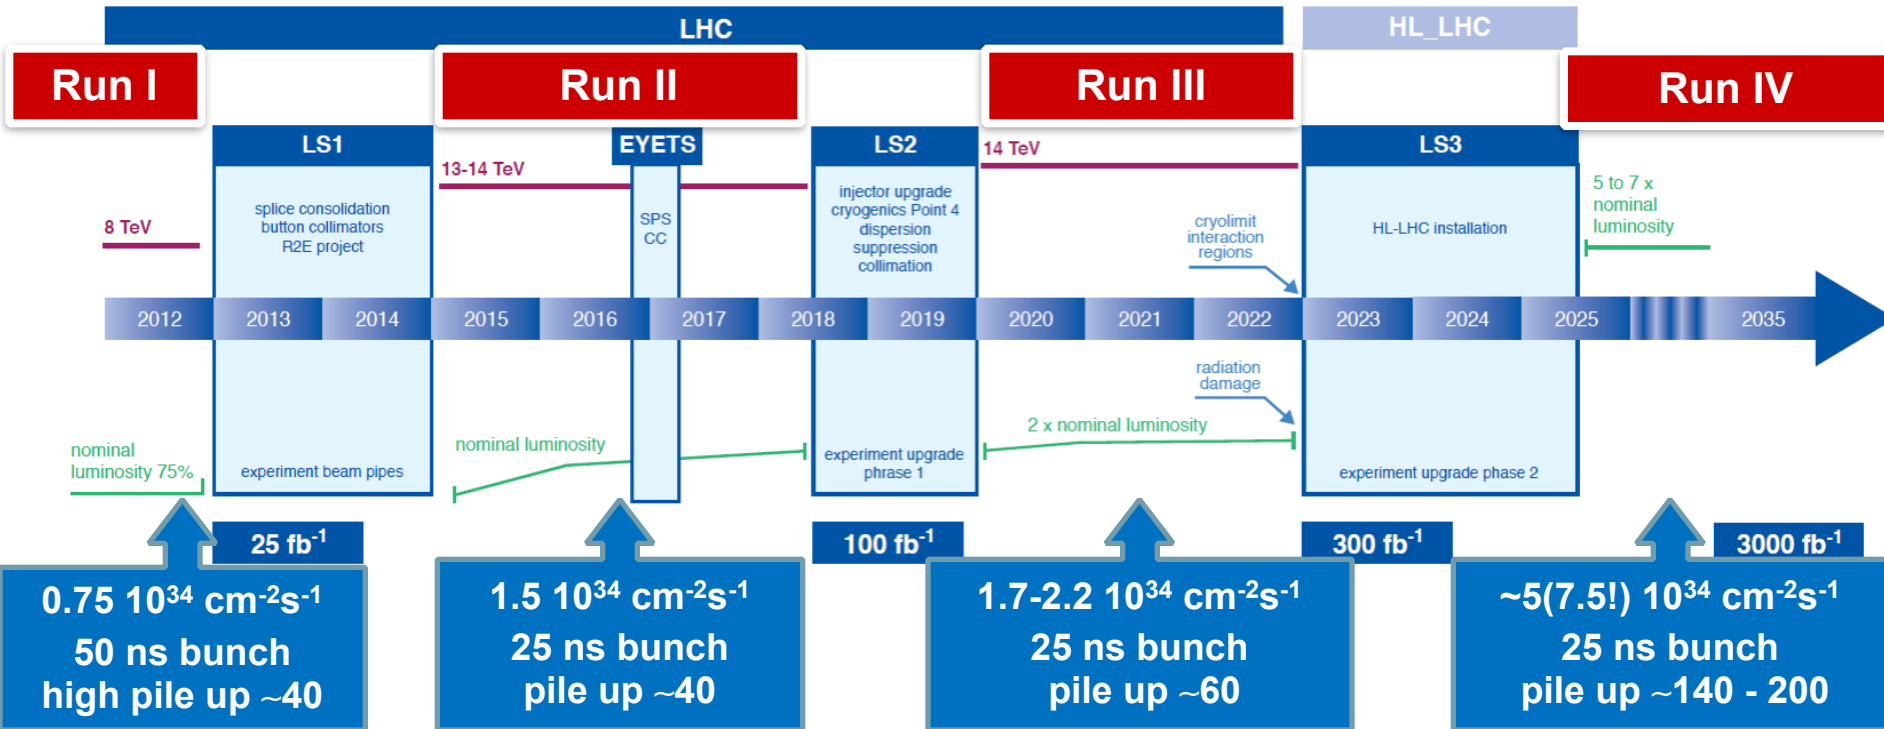 LHC
HL_LHC
Run I
Run II
Run III
Run IV
LS1
EYETS
LS2
LS3
8 TeV
splice consolidation
button collimators
R2E project
13-14 TeV
SPS
CC
injector upgrade
cryogenics Point 4
dispersion
suppression
collimation
14 TeV
cryolimit
interaction
regions
HL-LHC installation
5 to 7 x
nominal
luminosity
2012
2013
2014
2015
2016
2017
2018
2019
2020
2021
2022
2023
2024
2025
2035
radiation
damage
nominal
luminosity 75%
experiment beam pipes
nominal luminosity
experiment upgrade
phrase 1
2 x nominal luminosity
experiment upgrade phase 2
25 fb⁻¹
100 fb⁻¹
300 fb⁻¹
3000 fb⁻¹
0.75 10³⁴ cm⁻²s⁻¹
50 ns bunch
high pile up ~40
1.5 10³⁴ cm⁻²s⁻¹
25 ns bunch
pile up ~40
1.7-2.2 10³⁴ cm⁻²s⁻¹
25 ns bunch
pile up ~60
~5(7.5!) 10³⁴ cm⁻²s⁻¹
25 ns bunch
pile up ~140 - 200